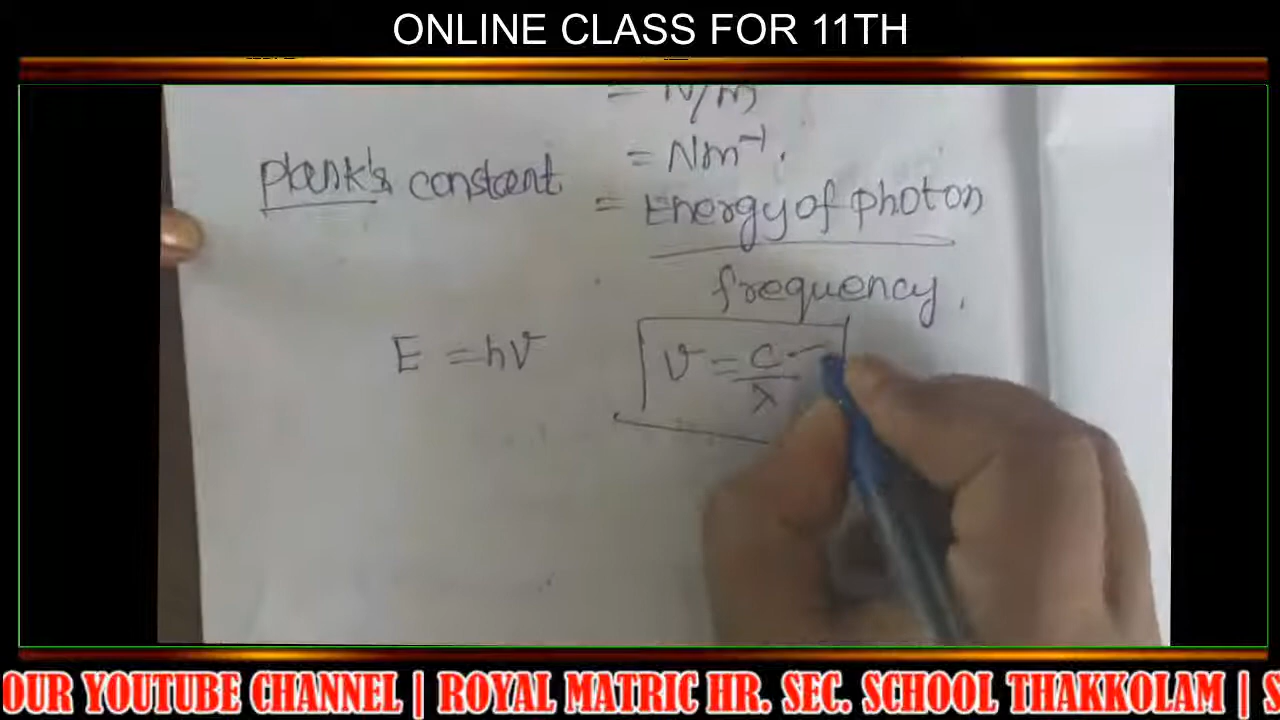 ONLINE CLASS FOR 11TH
= N/m
= Nm⁻¹.
Plank's constant = Energy of photon
frequency.
E = hν ν = c
λ
OUR YOUTUBE CHANNEL | ROYAL MATRIC HR. SEC. SCHOOL THAKKOLAM | S